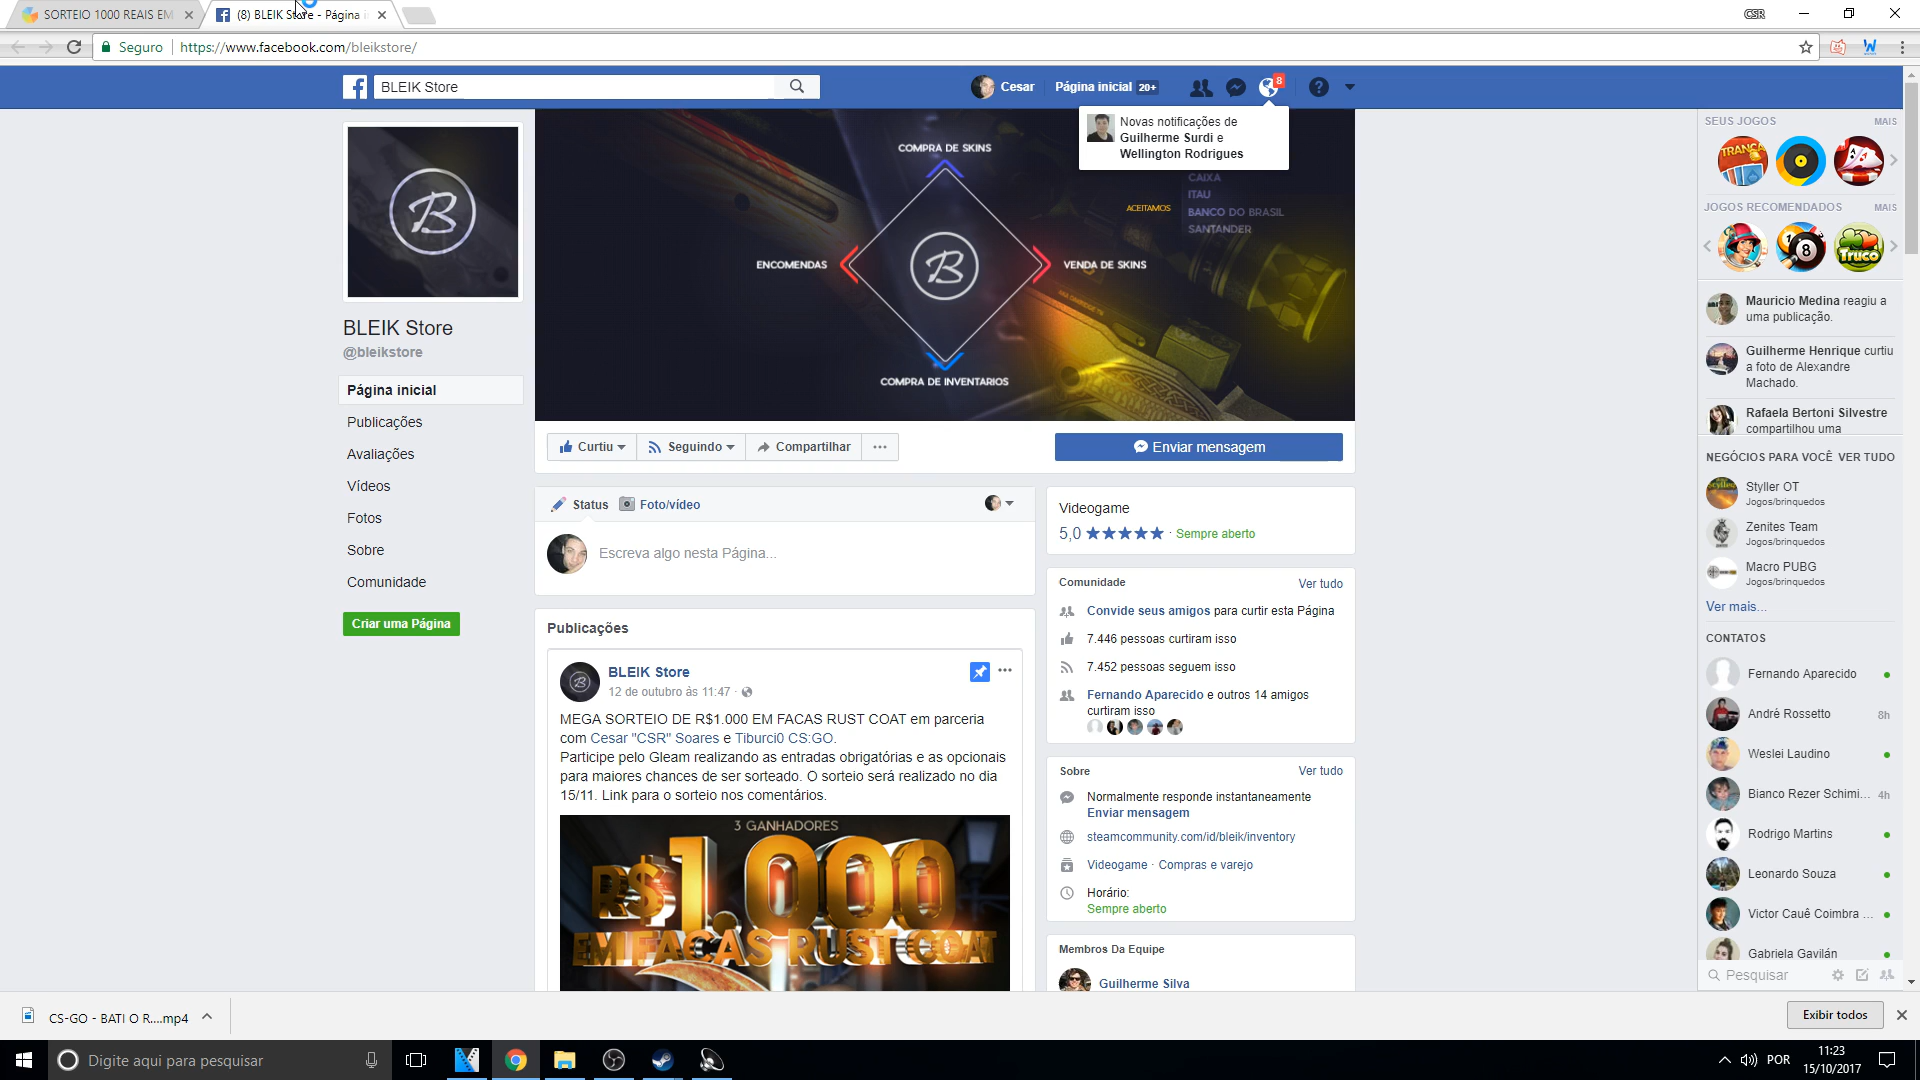 SORTEIO 1000 REAIS EM
(8) BLEIK Store - Página i
CSR
Seguro
https://www.facebook.com/bleikstore/
BLEIK Store
Cesar
Página inicial 20+
8
Novas notificações de
Guilherme Surdi e
Wellington Rodrigues
COMPRA DE SKINS
ENCOMENDAS
VENDA DE SKINS
COMPRA DE INVENTARIOS
ACEITAMOS
CAIXA
ITAU
BANCO DO BRASIL
SANTANDER
BLEIK Store
@bleikstore
Página inicial
Publicações
Avaliações
Vídeos
Fotos
Sobre
Comunidade
Criar uma Página
Curtiu
Seguindo
Compartilhar
Enviar mensagem
Status
Foto/vídeo
Escreva algo nesta Página...
Publicações
BLEIK Store
12 de outubro às 11:47 ·
MEGA SORTEIO DE R$1.000 EM FACAS RUST COAT em parceria
com Cesar "CSR" Soares e Tiburci0 CS:GO.
Participe pelo Gleam realizando as entradas obrigatórias e as opcionais
para maiores chances de ser sorteado. O sorteio será realizado no dia
15/11. Link para o sorteio nos comentários.
3 GANHADORES
R$1.000
EM FACAS RUST COAT
Videogame
5,0 ★★★★★ · Sempre aberto
Comunidade
Ver tudo
Convide seus amigos para curtir esta Página
7.446 pessoas curtiram isso
7.452 pessoas seguem isso
Fernando Aparecido e outros 14 amigos
curtiram isso
Sobre
Ver tudo
Normalmente responde instantaneamente
Enviar mensagem
steamcommunity.com/id/bleik/inventory
Videogame · Compras e varejo
Horário:
Sempre aberto
Membros Da Equipe
Guilherme Silva
SEUS JOGOS
MAIS
TRANCA
JOGOS RECOMENDADOS
MAIS
8
Truco
Mauricio Medina reagiu a
uma publicação.
Guilherme Henrique curtiu
a foto de Alexandre
Machado.
Rafaela Bertoni Silvestre
compartilhou uma
NEGÓCIOS PARA VOCÊ
VER TUDO
Styller OT
Jogos/brinquedos
Zenites Team
Jogos/brinquedos
Macro PUBG
Jogos/brinquedos
Ver mais...
CONTATOS
Fernando Aparecido
André Rossetto
8h
Weslei Laudino
Bianco Rezer Schimi...
4h
Rodrigo Martins
Leonardo Souza
Victor Cauê Coimbra ...
Gabriela Gavilán
Pesquisar
CS-GO - BATI O R....mp4
Exibir todos
Digite aqui para pesquisar
POR
11:23
15/10/2017